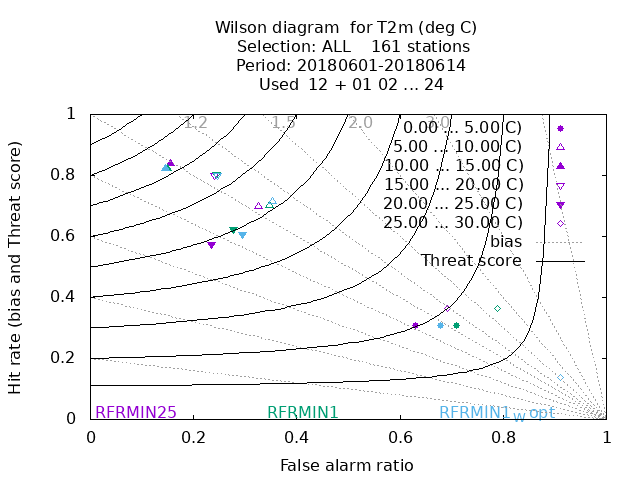 Wilson diagram  for T2m (deg C)
Selection: ALL    161 stations
Period: 20180601-20180614
Used  12 + 01 02 ... 24
1.2 1.5 2.0 3.0
0.00 ... 5.00 C)
5.00 ... 10.00 C)
10.00 ... 15.00 C)
15.00 ... 20.00 C)
20.00 ... 25.00 C)
25.00 ... 30.00 C)
bias
Threat score
1
0.8
0.6
0.4
0.2
0
Hit rate (bias and Threat score)
RFRMIN25 RFRMIN1 RFRMIN1w opt
0 0.2 0.4 0.6 0.8 1
False alarm ratio